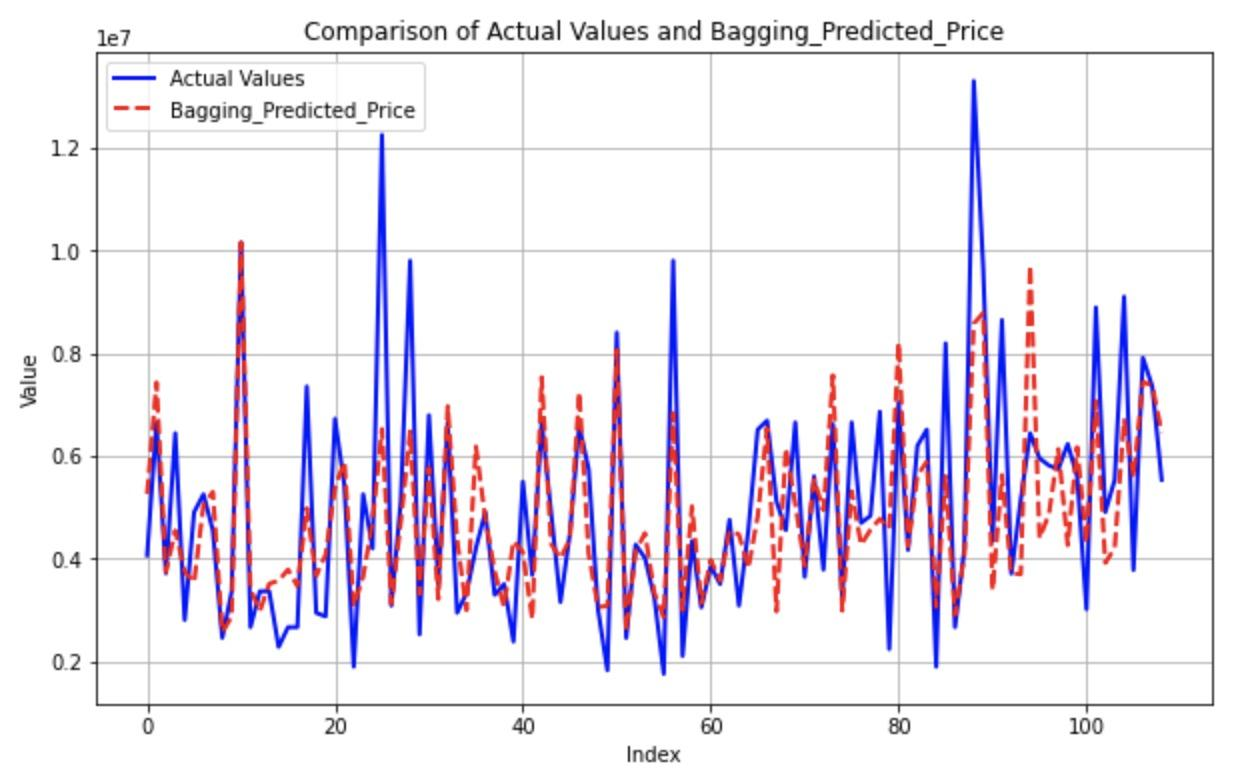 Comparison of Actual Values and Bagging_Predicted_Price
1e7
Actual Values
Bagging_Predicted_Price
1.2
1.0
0.8
0.6
0.4
0.2
Value
0 20 40 60 80 100
Index